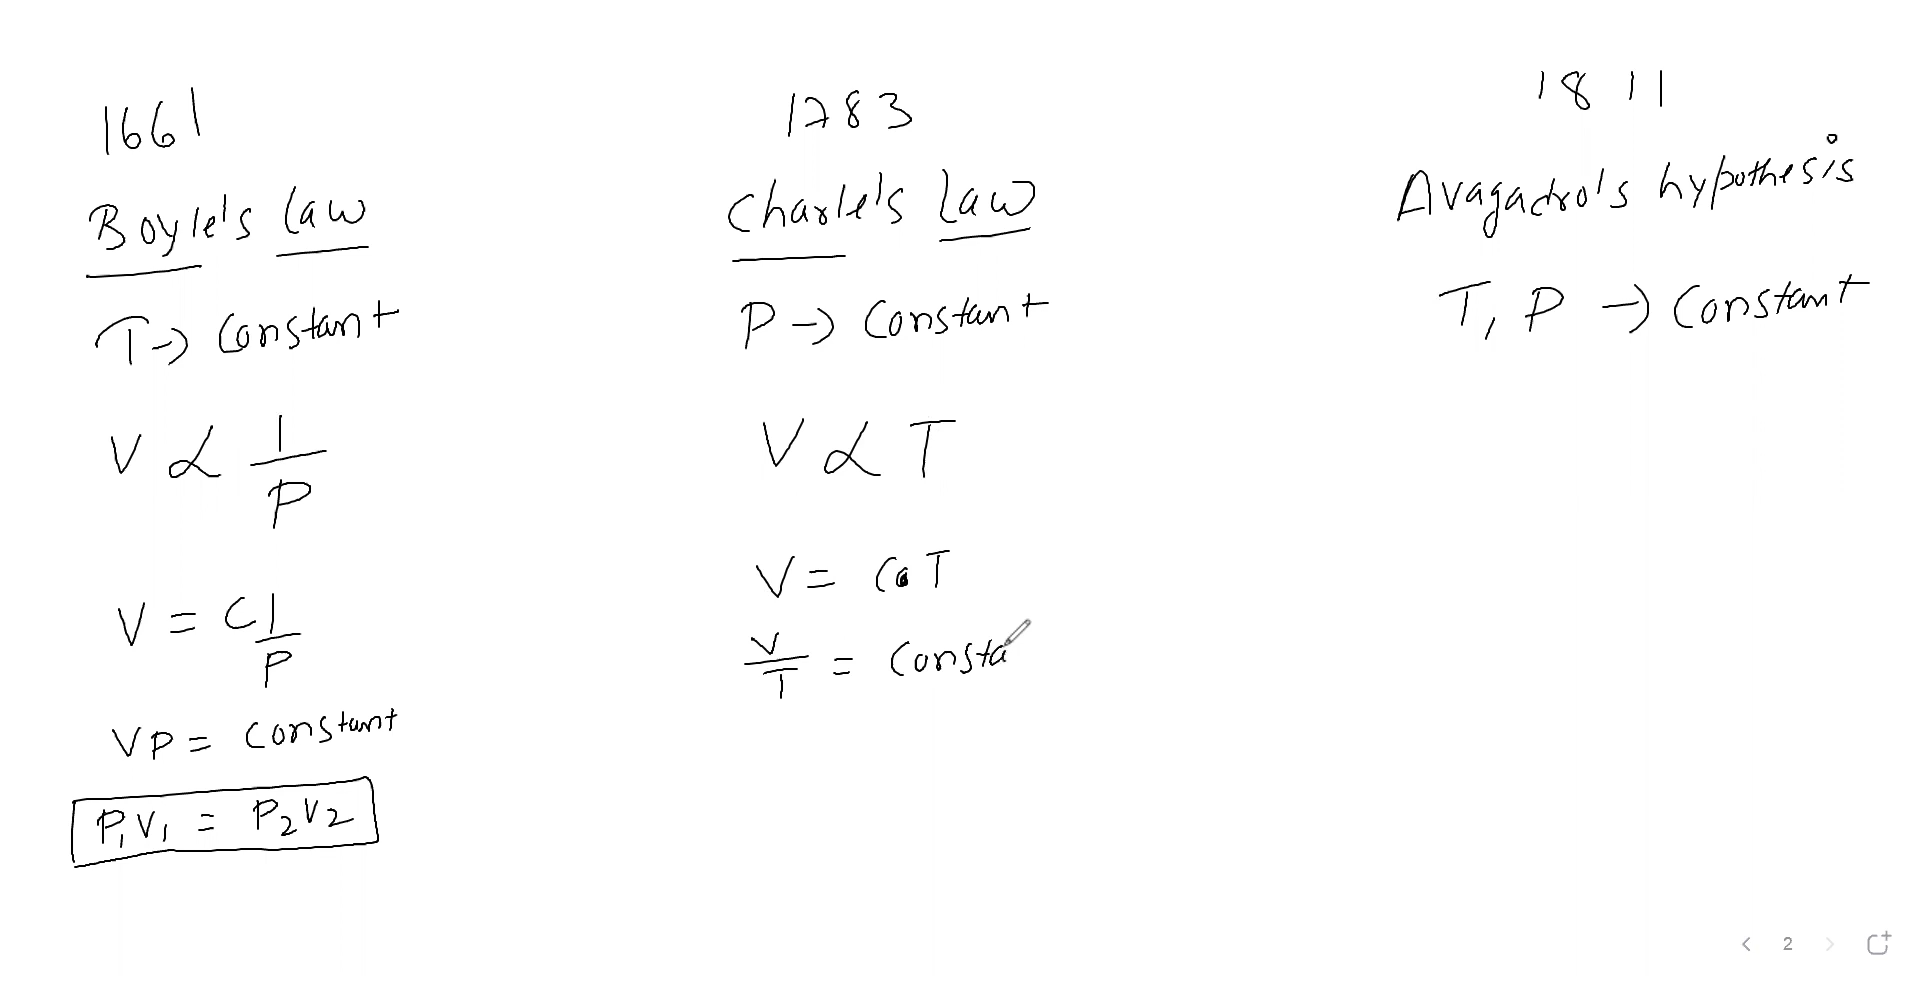 1661
Boyle's Law
T → Constant
V ∝ 1/P
V = C 1/P
VP = Constant
P₁V₁ = P₂V₂
1783
Charle's Law
P → Constant
V ∝ T
V = C T
V/T = Consta
1811
Avagadro's hypothesis
T, P → Constant
2